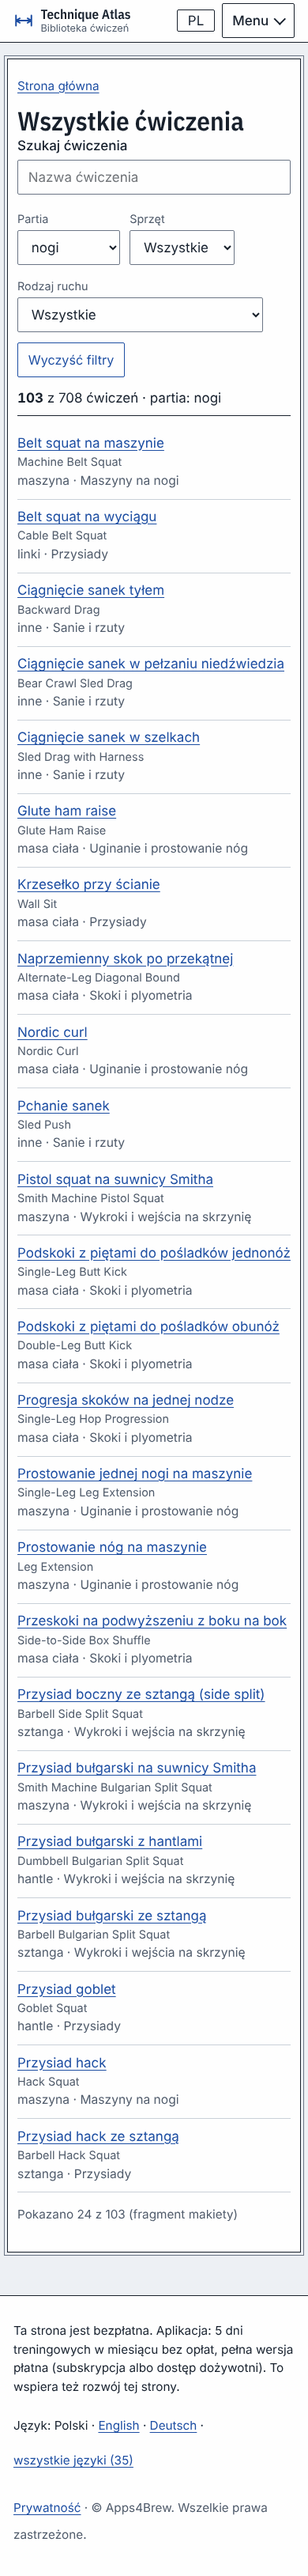 Technique Atlas
Biblioteka ćwiczeń
PL
Menu
Strona główna
Wszystkie ćwiczenia
Szukaj ćwiczenia
Nazwa ćwiczenia
Partia
Sprzęt
nogi
Wszystkie
Rodzaj ruchu
Wszystkie
Wyczyść filtry
103 z 708 ćwiczeń · partia: nogi
Belt squat na maszynie
Machine Belt Squat
maszyna · Maszyny na nogi
Belt squat na wyciągu
Cable Belt Squat
linki · Przysiady
Ciągnięcie sanek tyłem
Backward Drag
inne · Sanie i rzuty
Ciągnięcie sanek w pełzaniu niedźwiedzia
Bear Crawl Sled Drag
inne · Sanie i rzuty
Ciągnięcie sanek w szelkach
Sled Drag with Harness
inne · Sanie i rzuty
Glute ham raise
Glute Ham Raise
masa ciała · Uginanie i prostowanie nóg
Krzesełko przy ścianie
Wall Sit
masa ciała · Przysiady
Naprzemienny skok po przekątnej
Alternate-Leg Diagonal Bound
masa ciała · Skoki i plyometria
Nordic curl
Nordic Curl
masa ciała · Uginanie i prostowanie nóg
Pchanie sanek
Sled Push
inne · Sanie i rzuty
Pistol squat na suwnicy Smitha
Smith Machine Pistol Squat
maszyna · Wykroki i wejścia na skrzynię
Podskoki z piętami do pośladków jednonóż
Single-Leg Butt Kick
masa ciała · Skoki i plyometria
Podskoki z piętami do pośladków obunóż
Double-Leg Butt Kick
masa ciała · Skoki i plyometria
Progresja skoków na jednej nodze
Single-Leg Hop Progression
masa ciała · Skoki i plyometria
Prostowanie jednej nogi na maszynie
Single-Leg Leg Extension
maszyna · Uginanie i prostowanie nóg
Prostowanie nóg na maszynie
Leg Extension
maszyna · Uginanie i prostowanie nóg
Przeskoki na podwyższeniu z boku na bok
Side-to-Side Box Shuffle
masa ciała · Skoki i plyometria
Przysiad boczny ze sztangą (side split)
Barbell Side Split Squat
sztanga · Wykroki i wejścia na skrzynię
Przysiad bułgarski na suwnicy Smitha
Smith Machine Bulgarian Split Squat
maszyna · Wykroki i wejścia na skrzynię
Przysiad bułgarski z hantlami
Dumbbell Bulgarian Split Squat
hantle · Wykroki i wejścia na skrzynię
Przysiad bułgarski ze sztangą
Barbell Bulgarian Split Squat
sztanga · Wykroki i wejścia na skrzynię
Przysiad goblet
Goblet Squat
hantle · Przysiady
Przysiad hack
Hack Squat
maszyna · Maszyny na nogi
Przysiad hack ze sztangą
Barbell Hack Squat
sztanga · Przysiady
Pokazano 24 z 103 (fragment makiety)
Ta strona jest bezpłatna. Aplikacja: 5 dni
treningowych w miesiącu bez opłat, pełna wersja
płatna (subskrypcja albo dostęp dożywotni). To
wspiera też rozwój tej strony.
Język: Polski · English · Deutsch ·
wszystkie języki (35)
Prywatność · © Apps4Brew. Wszelkie prawa
zastrzeżone.